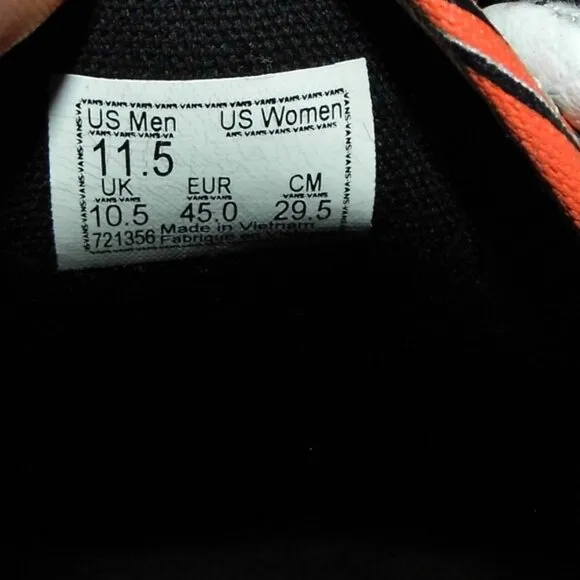 US Men US Women
11.5
UK EUR CM
10.5 45.0 29.5
Made in Vietnam
721356 Fabrique en